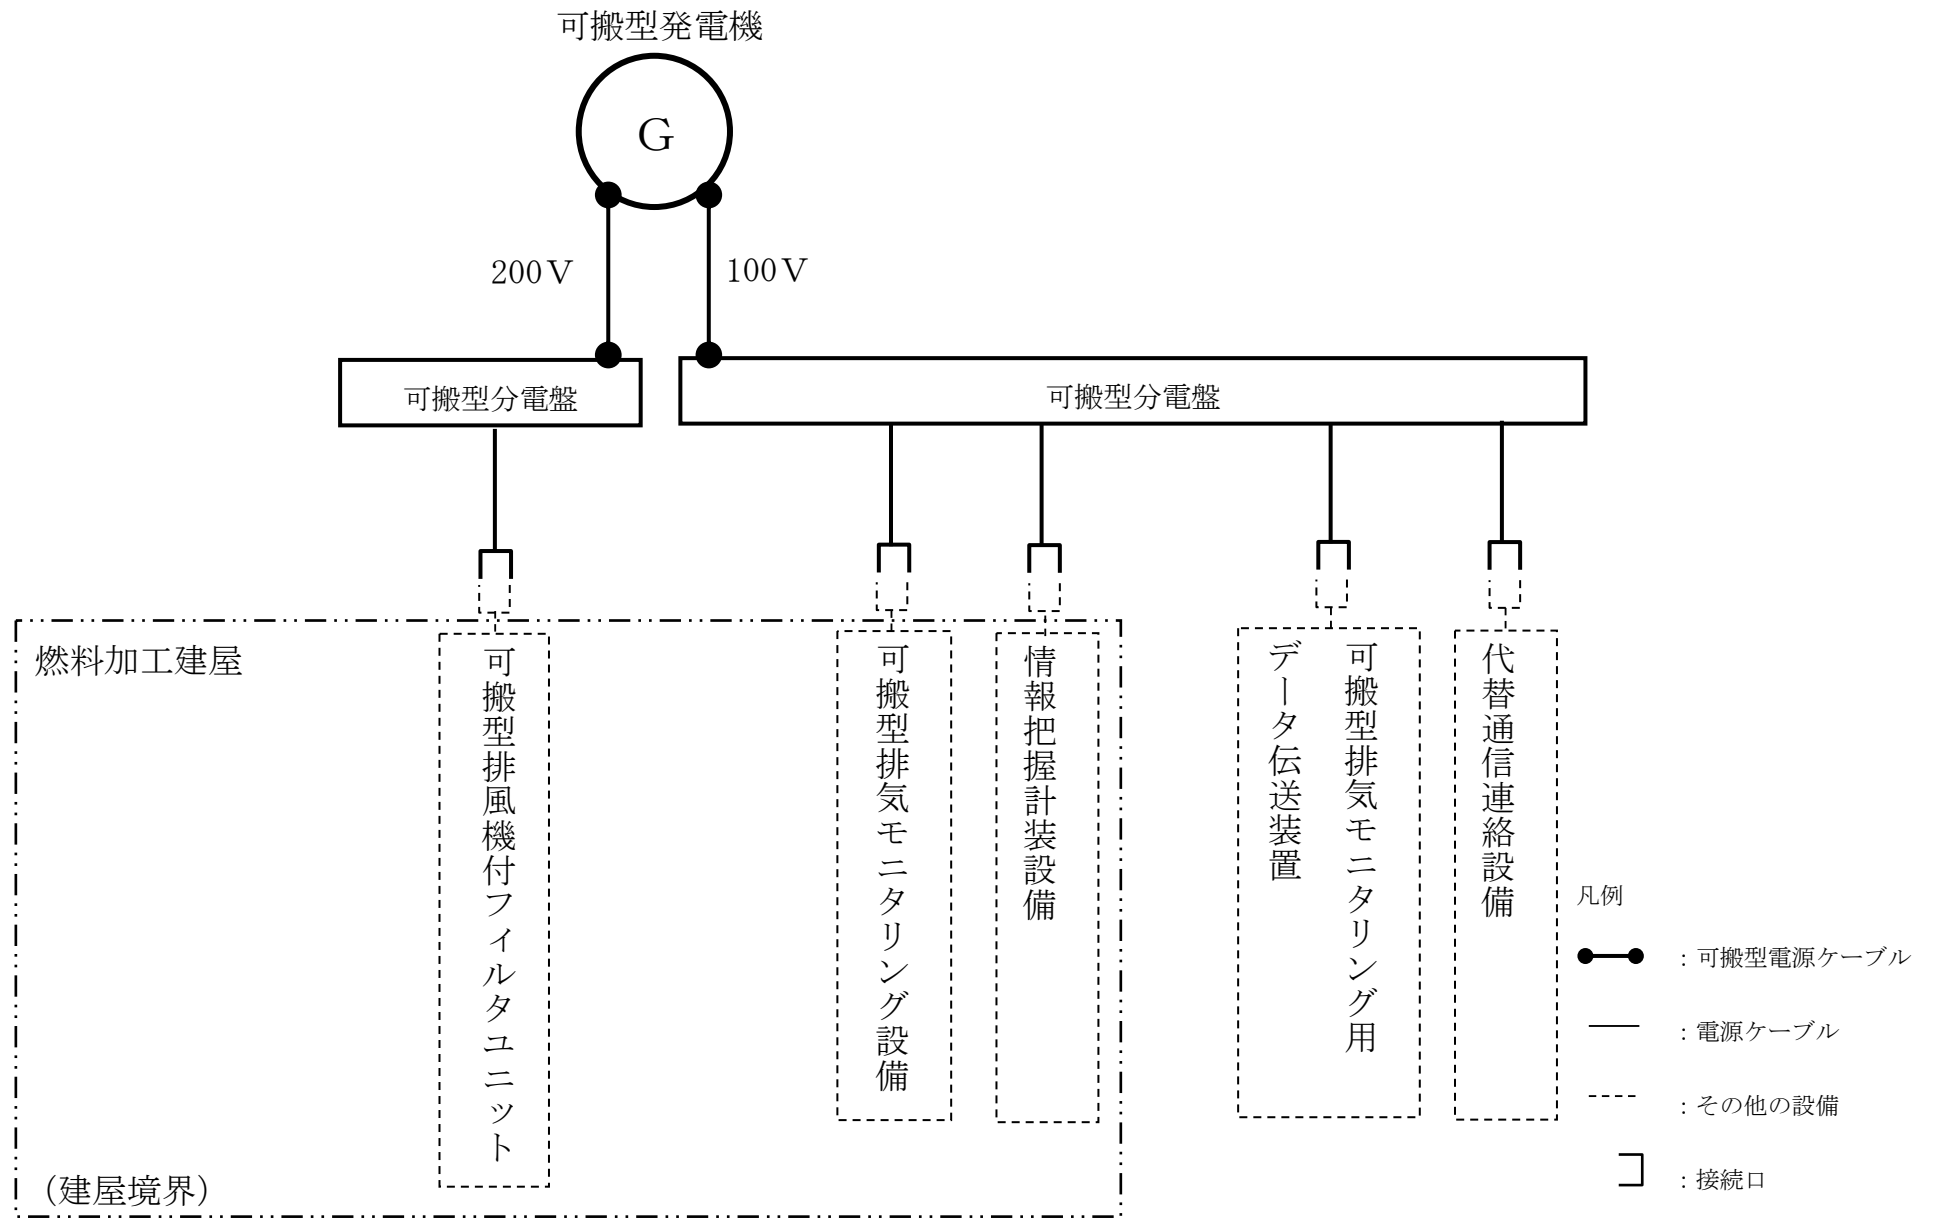 可搬型発電機
G
200V
100V
可搬型分電盤
可搬型分電盤
燃料加工建屋
可搬型排風機付フィルタユニット
可搬型排気モニタリング設備
情報把握計装設備
可搬型排気モニタリング用
データ伝送装置
代替通信連絡設備
(建屋境界)
凡例
:可搬型電源ケーブル
:電源ケーブル
:その他の設備
:接続口